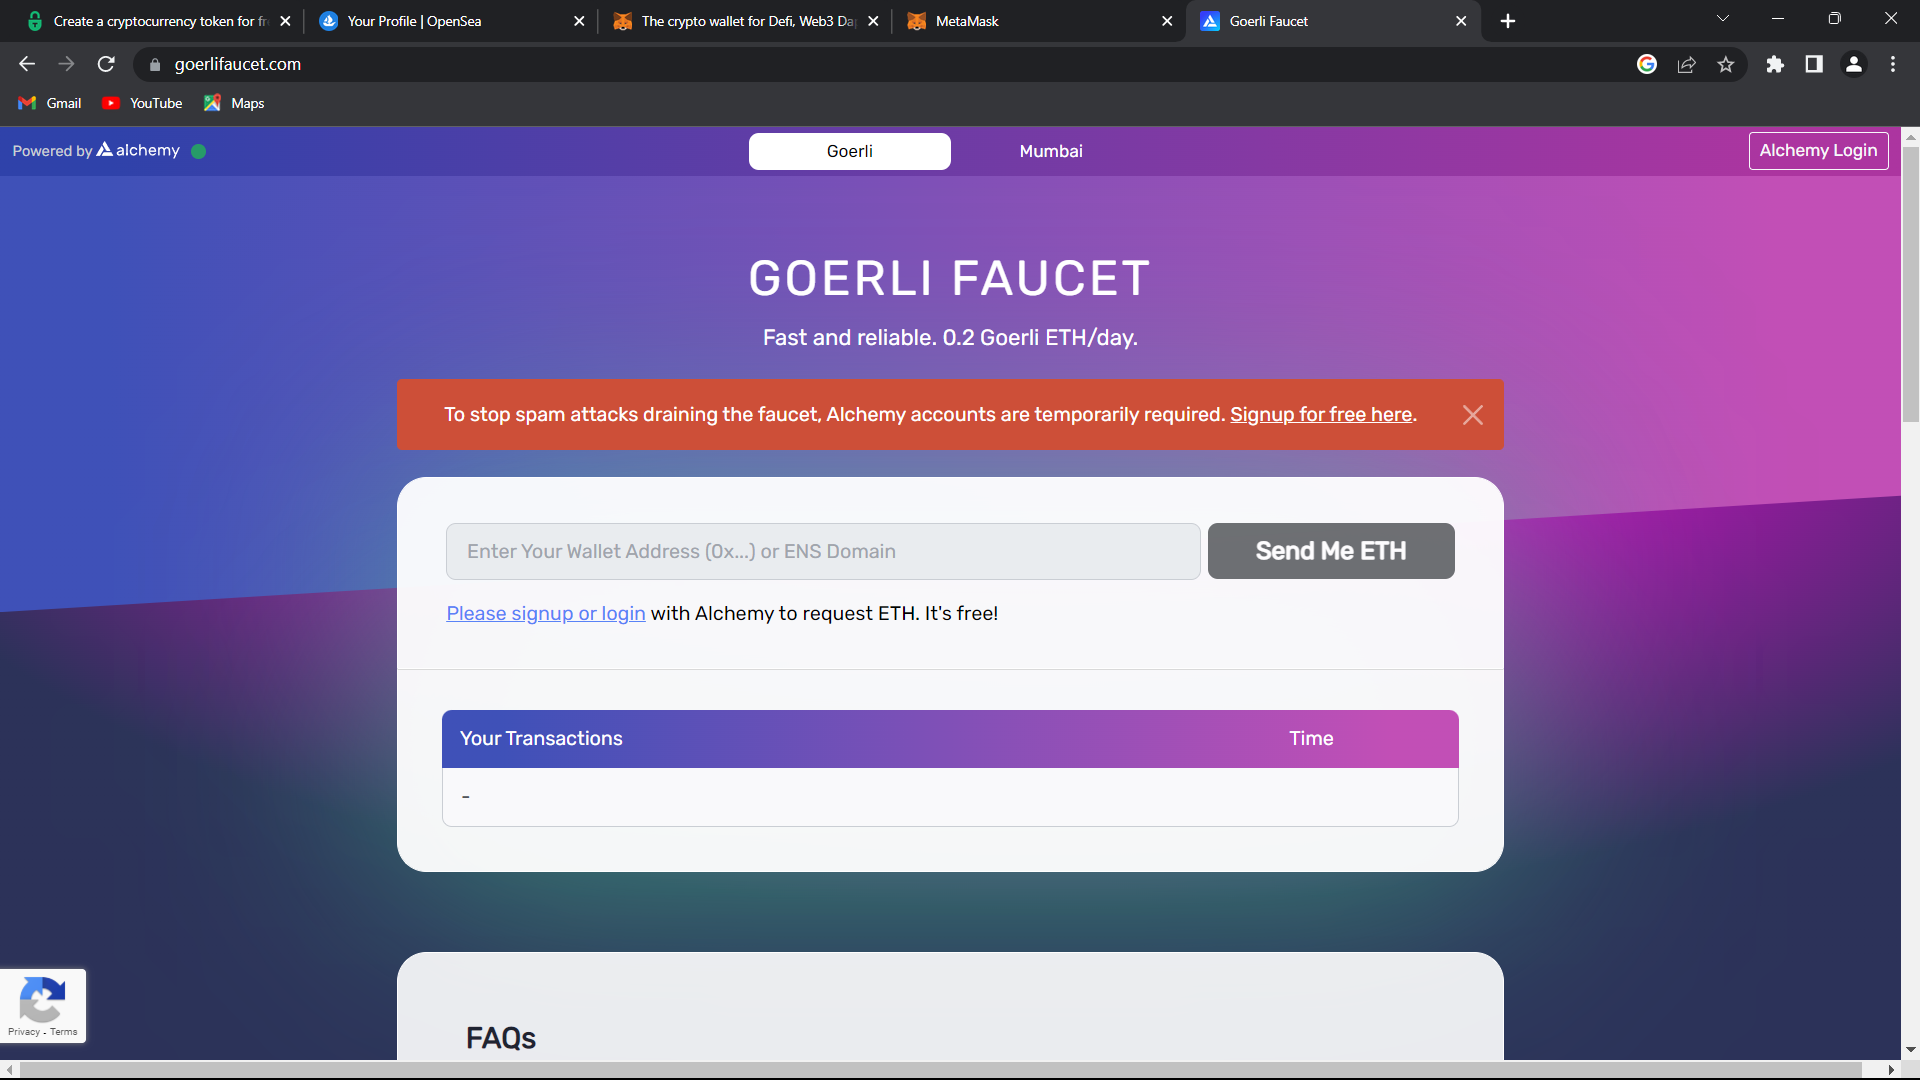 Create a cryptocurrency token for fr
Your Profile | OpenSea
The crypto wallet for Defi, Web3 Da
MetaMask
Goerli Faucet
goerlifaucet.com
Gmail
YouTube
Maps
Powered by alchemy
Goerli
Mumbai
Alchemy Login
GOERLI FAUCET
Fast and reliable. 0.2 Goerli ETH/day.
To stop spam attacks draining the faucet, Alchemy accounts are temporarily required. Signup for free here.
Enter Your Wallet Address (0x...) or ENS Domain
Send Me ETH
Please signup or login with Alchemy to request ETH. It's free!
Your Transactions
Time
-
Privacy - Terms
FAQs